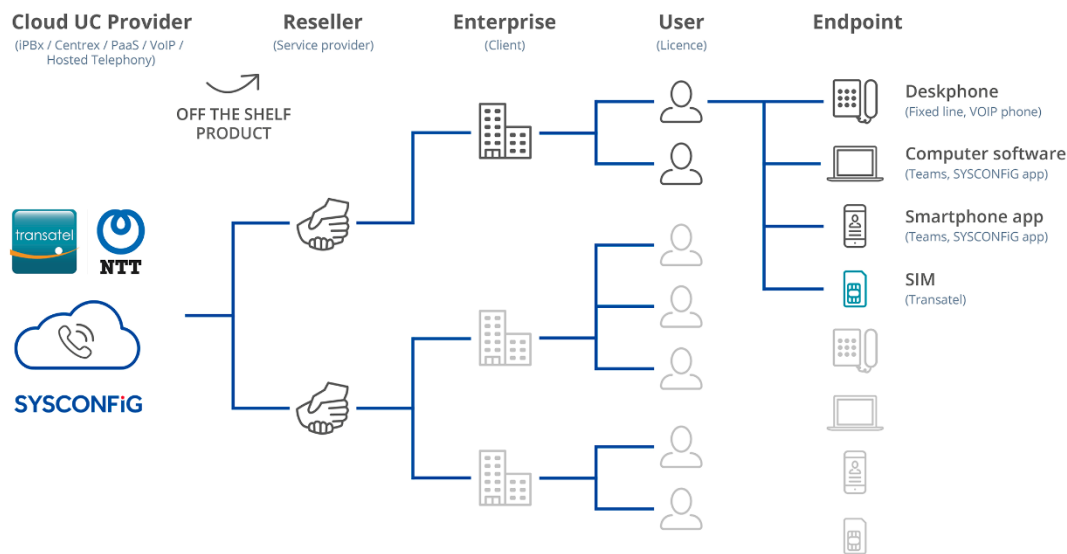 Cloud UC Provider
(iPBx / Centrex / PaaS / VoIP /
Hosted Telephony)
Reseller
(Service provider)
Enterprise
(Client)
User
(Licence)
Endpoint
OFF THE SHELF
PRODUCT
Deskphone
(Fixed line, VOIP phone)
Computer software
(Teams, SYSCONFiG app)
Smartphone app
(Teams, SYSCONFiG app)
SIM
(Transatel)
transatel
NTT
SYSCONFiG